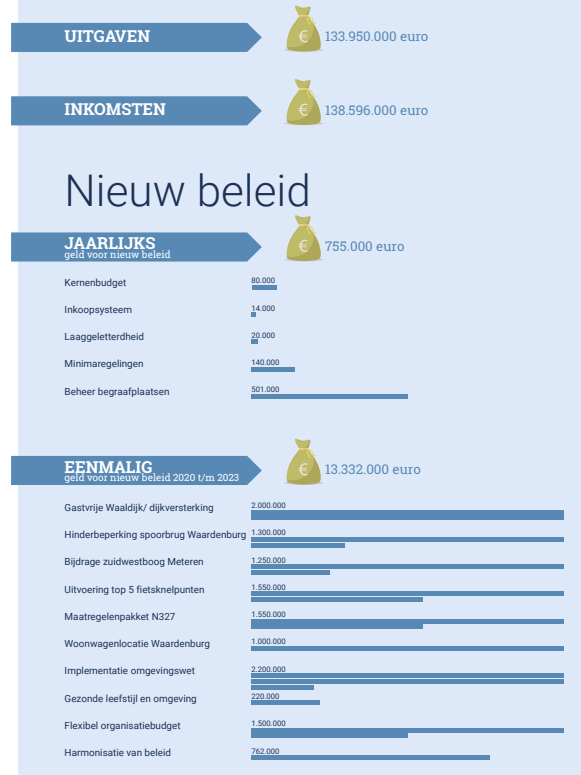 UITGAVEN
€ 133.950.000 euro
INKOMSTEN
€ 138.596.000 euro
Nieuw beleid
JAARLIJKS
geld voor nieuw beleid
€ 755.000 euro
Kernenbudget 80.000
Inkoopsysteem 14.000
Laaggeletterdheid 20.000
Minimaregelingen 140.000
Beheer begraafplaatsen 501.000
EENMALIG
geld voor nieuw beleid 2020 t/m 2023
€ 13.332.000 euro
Gastvrije Waaldijk/ dijkversterking 2.000.000
Hinderbeperking spoorbrug Waardenburg 1.300.000
Bijdrage zuidwestboog Meteren 1.250.000
Uitvoering top 5 fietsknelpunten 1.550.000
Maatregelenpakket N327 1.550.000
Woonwagenlocatie Waardenburg 1.000.000
Implementatie omgevingswet 2.200.000
Gezonde leefstijl en omgeving 220.000
Flexibel organisatiebudget 1.500.000
Harmonisatie van beleid 762.000